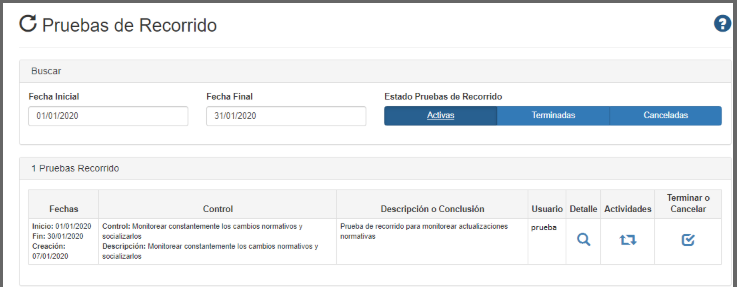 Pruebas de Recorrido
Buscar
Fecha Inicial
Fecha Final
Estado Pruebas de Recorrido
01/01/2020
31/01/2020
Activas
Terminadas
Canceladas
1 Pruebas Recorrido
Fechas
Control
Descripción o Conclusión
Usuario
Detalle
Actividades
Terminar o
Cancelar
Inicio: 01/01/2020
Fin: 30/01/2020
Creación:
07/01/2020
Control: Monitorear constantemente los cambios normativos y
socializarlos
Descripción: Monitorear constantemente los cambios normativos y
socializarlos
Prueba de recorrido para monitorear actualizaciones
normativas
prueba